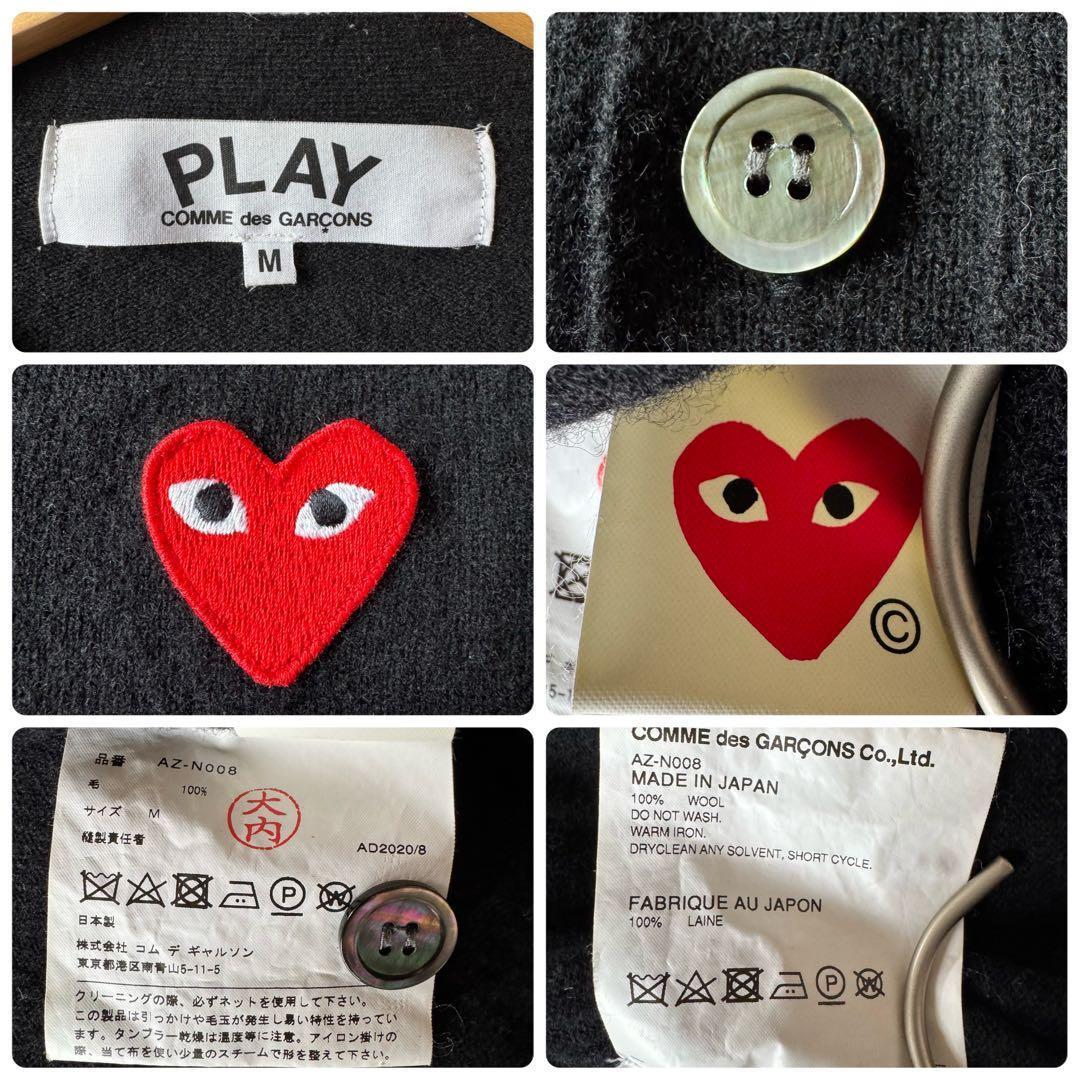 PLAY
COMME des GARÇONS
M
©
品番 AZ-N008
毛 100%
サイズ M
大内
縫製責任者
AD2020/8
P W
日本製
株式会社 コム デ ギャルソン
東京都港区南青山5-11-5
クリーニングの際、必ずネットを使用して下さい。
この製品は引っかけや毛玉が発生し易い特性を持ってい
ます。タンブラー乾燥は温度等に注意。アイロン掛けの
際、当て布を使い少量のスチームで形を整えて下さい。
COMME des GARÇONS Co.,Ltd.
AZ-N008
MADE IN JAPAN
100% WOOL
DO NOT WASH.
WARM IRON.
DRYCLEAN ANY SOLVENT, SHORT CYCLE.
FABRIQUE AU JAPON
100% LAINE
P W